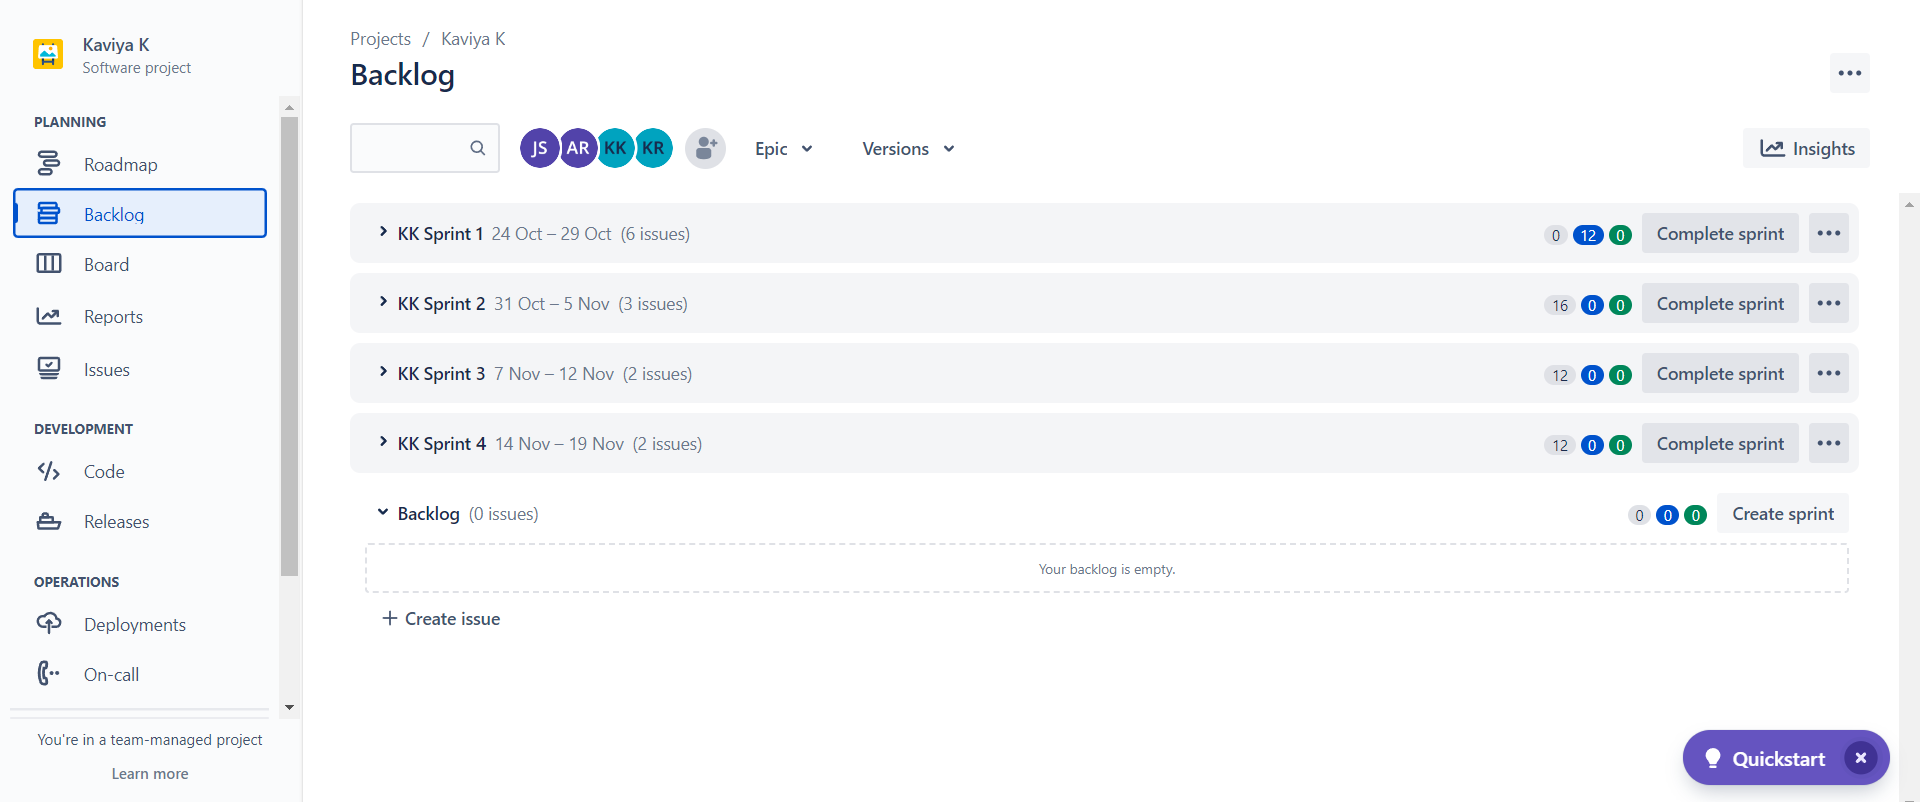 Kaviya K
Software project
PLANNING
Roadmap
Backlog
Board
Reports
Issues
DEVELOPMENT
Code
Releases
OPERATIONS
Deployments
On-call
You're in a team-managed project
Learn more
Projects / Kaviya K
Backlog
JS AR KK KR Epic Versions Insights
KK Sprint 1 24 Oct – 29 Oct (6 issues) 0 12 0 Complete sprint
KK Sprint 2 31 Oct – 5 Nov (3 issues) 16 0 0 Complete sprint
KK Sprint 3 7 Nov – 12 Nov (2 issues) 12 0 0 Complete sprint
KK Sprint 4 14 Nov – 19 Nov (2 issues) 12 0 0 Complete sprint
Backlog (0 issues) 0 0 0 Create sprint
Your backlog is empty.
+ Create issue
Quickstart